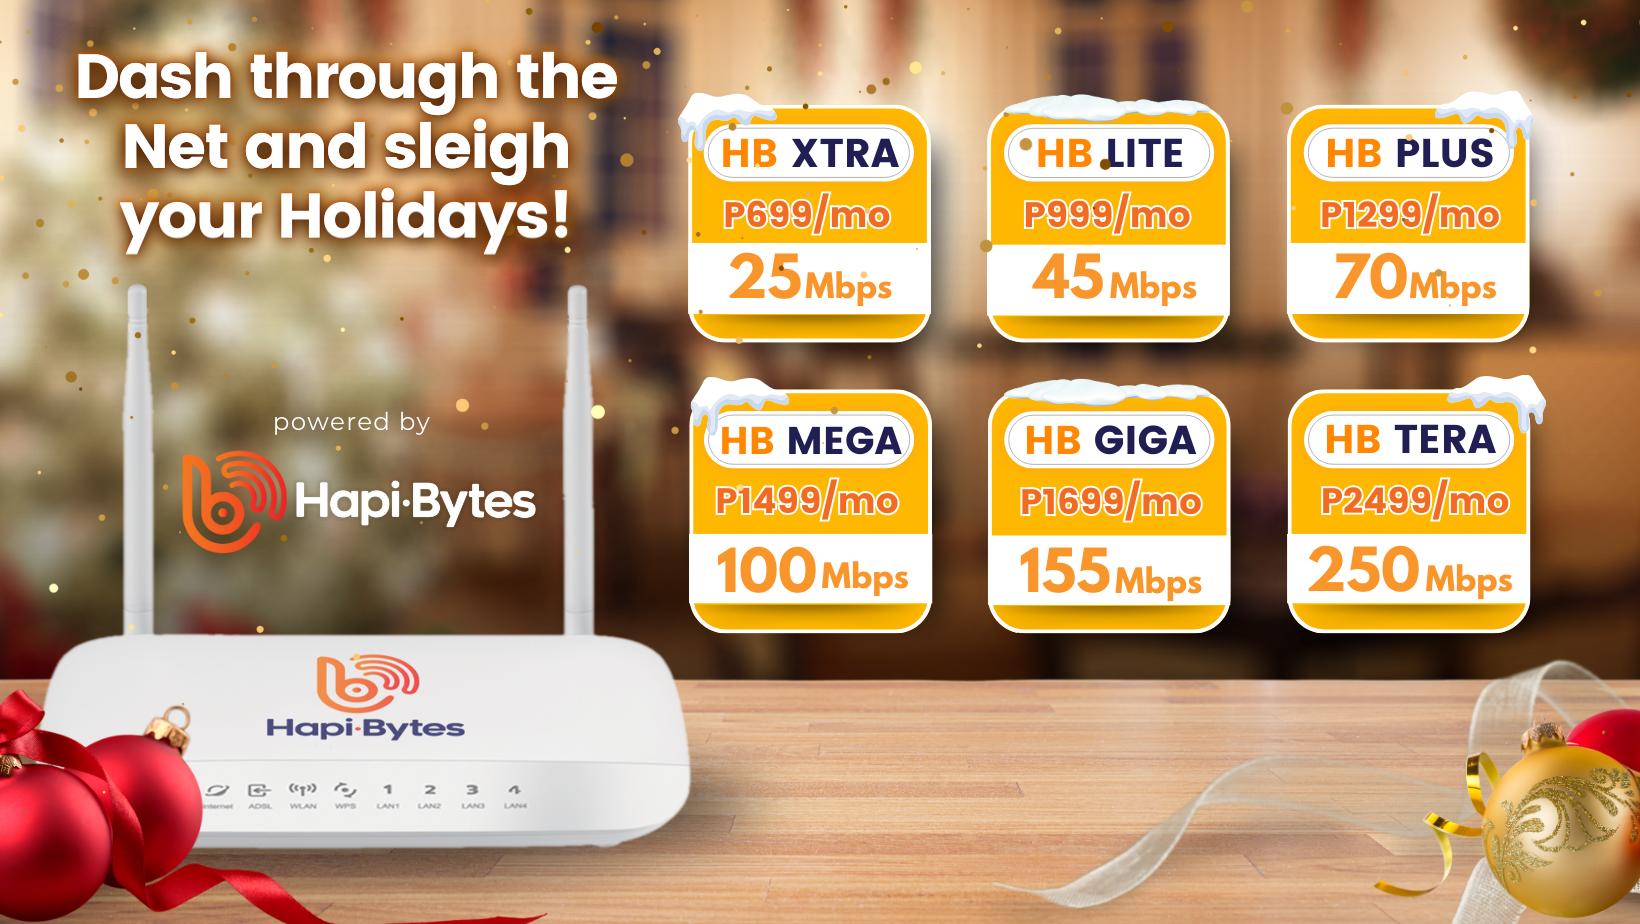 Dash through the
Net and sleigh
your Holidays!
powered by
Hapi·Bytes
HB XTRA
P699/mo
25Mbps
HB LITE
P999/mo
45Mbps
HB PLUS
P1299/mo
70Mbps
HB MEGA
P1499/mo
100Mbps
HB GIGA
P1699/mo
155Mbps
HB TERA
P2499/mo
250Mbps
Hapi·Bytes
1 2 3 4
Internet ADSL WLAN WPS LAN1 LAN2 LAN3 LAN4